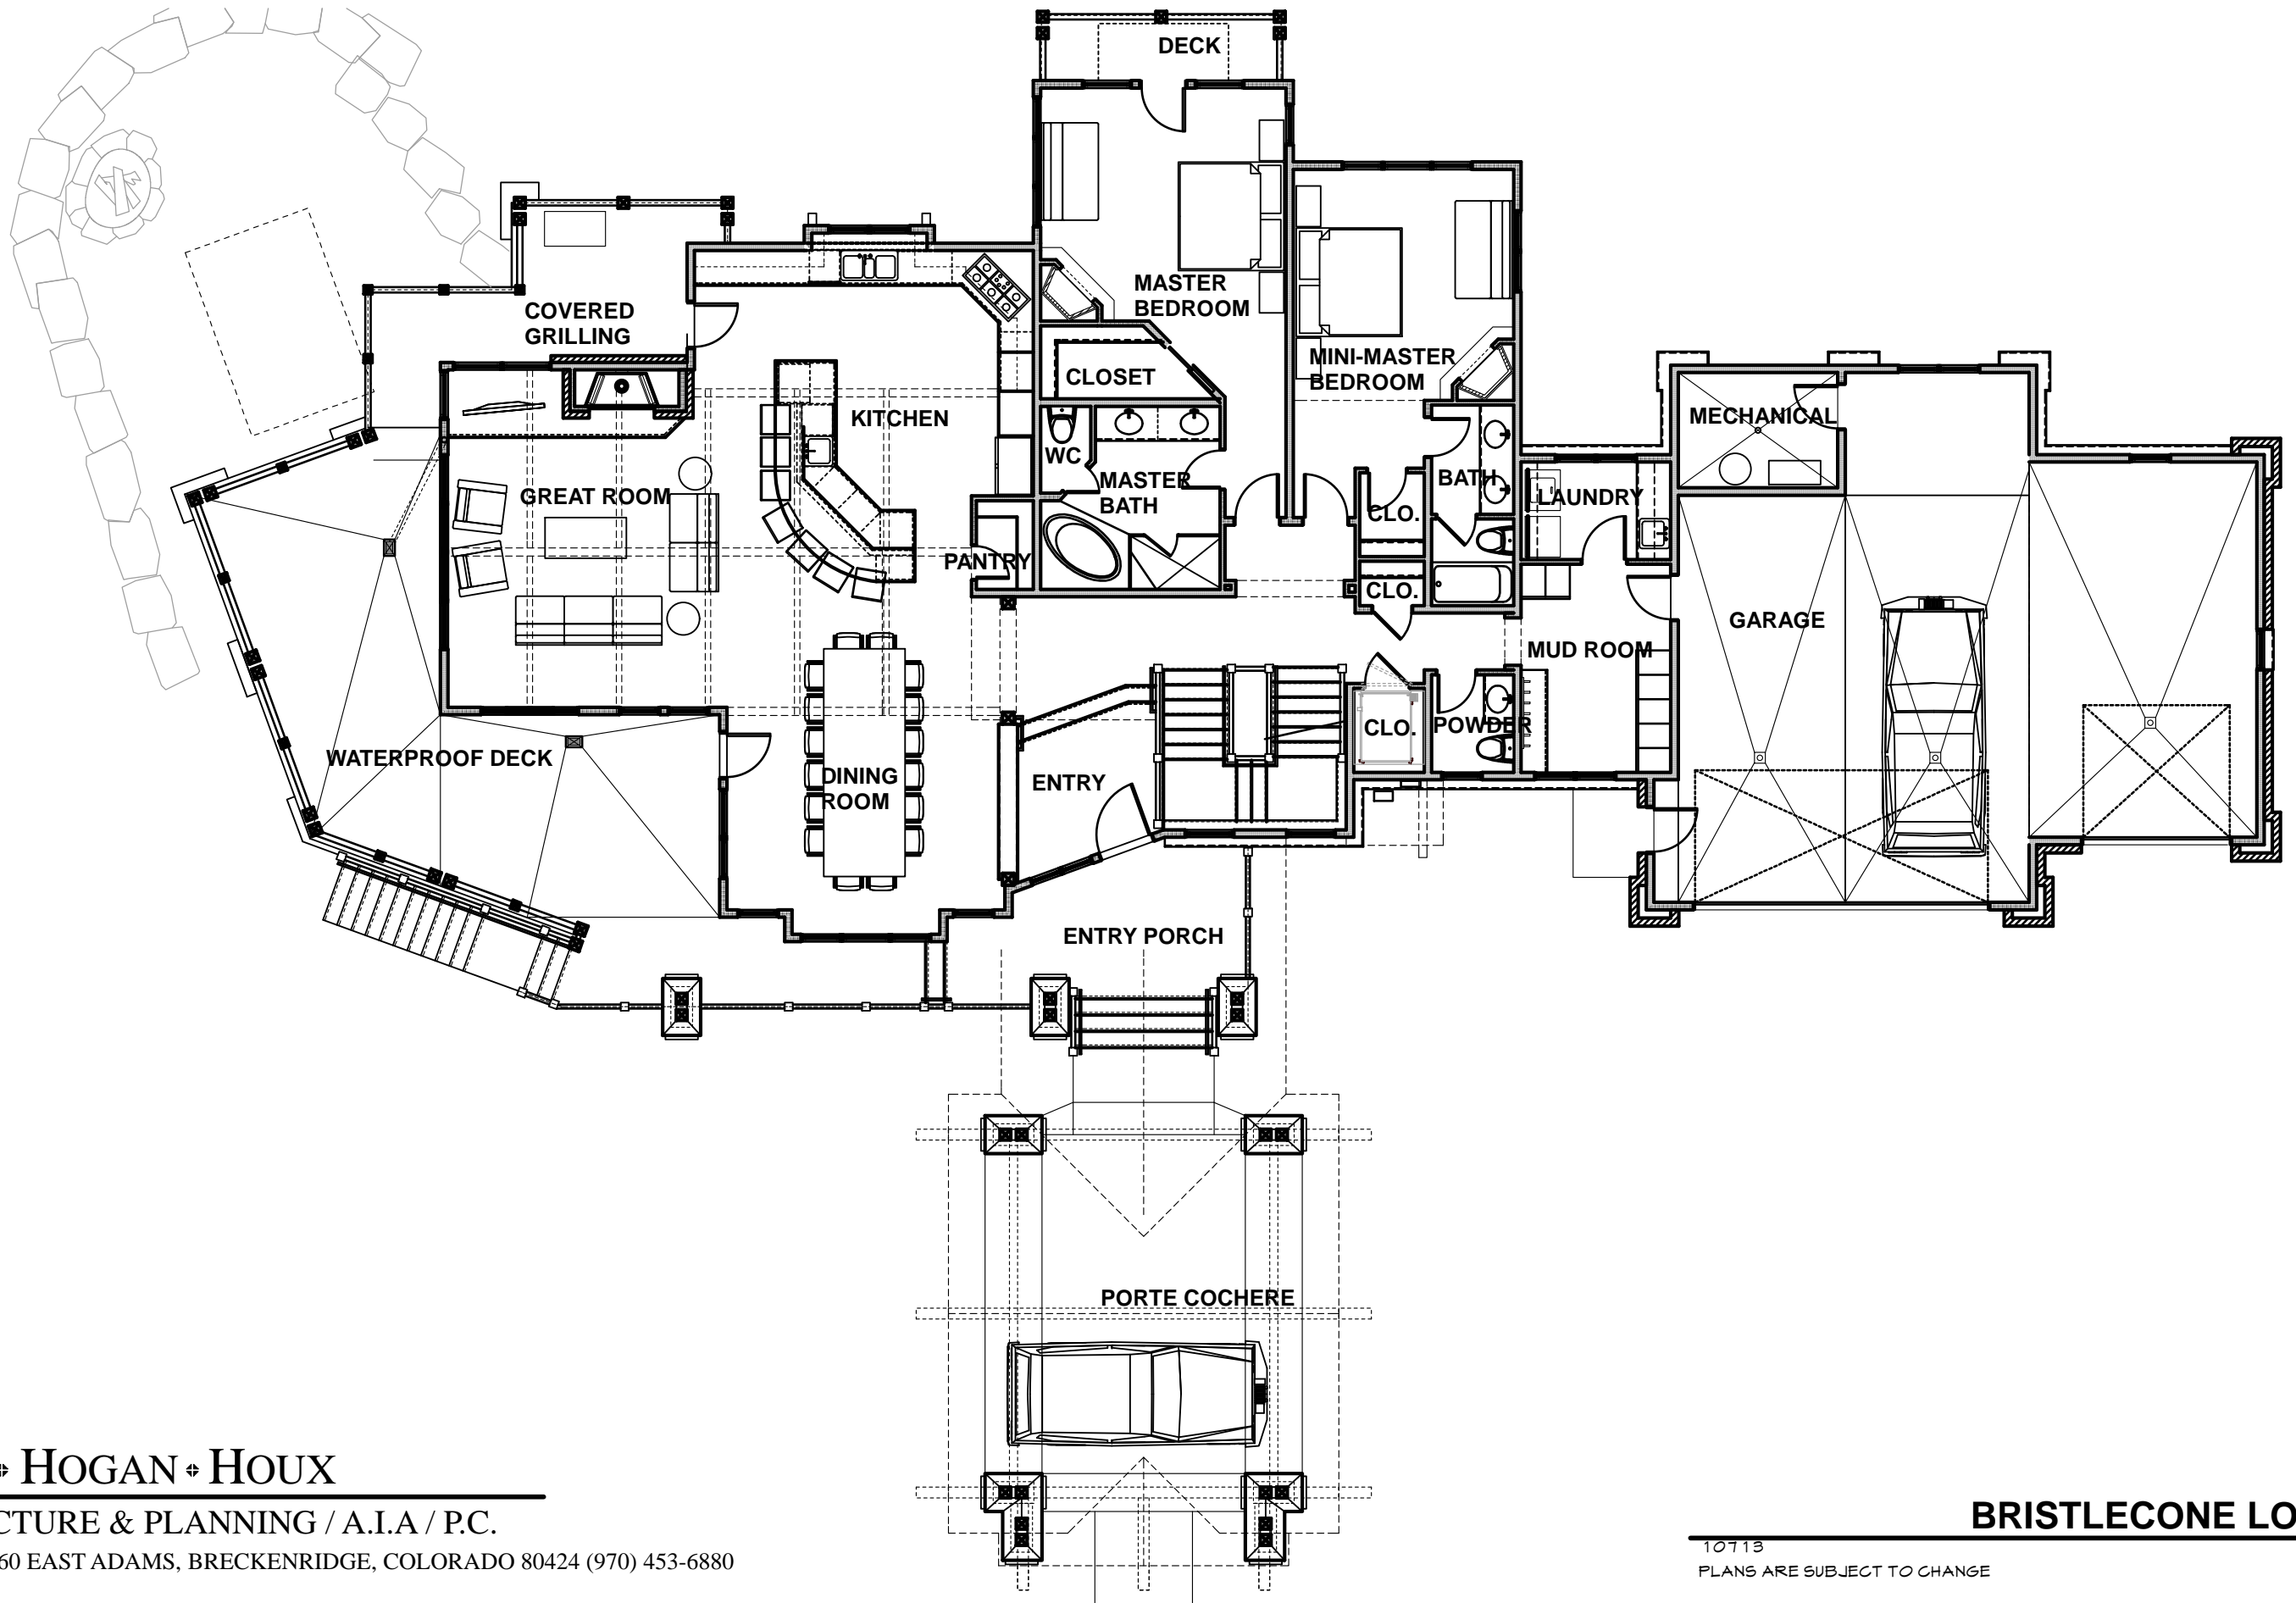 DECK
MASTER
BEDROOM
COVERED
GRILLING
MINI-MASTER
BEDROOM
CLOSET
KITCHEN
MECHANICAL
WC
MASTER
BATH
BATH
GREAT ROOM
LAUNDRY
CLO.
PANTRY
CLO.
GARAGE
MUD ROOM
CLO.
POWDER
WATERPROOF DECK
DINING
ROOM
ENTRY
ENTRY PORCH
PORTE COCHERE
HOGAN HOUX
CTURE & PLANNING / A.I.A / P.C.
60 EAST ADAMS, BRECKENRIDGE, COLORADO 80424 (970) 453-6880
BRISTLECONE LO
10713
PLANS ARE SUBJECT TO CHANGE